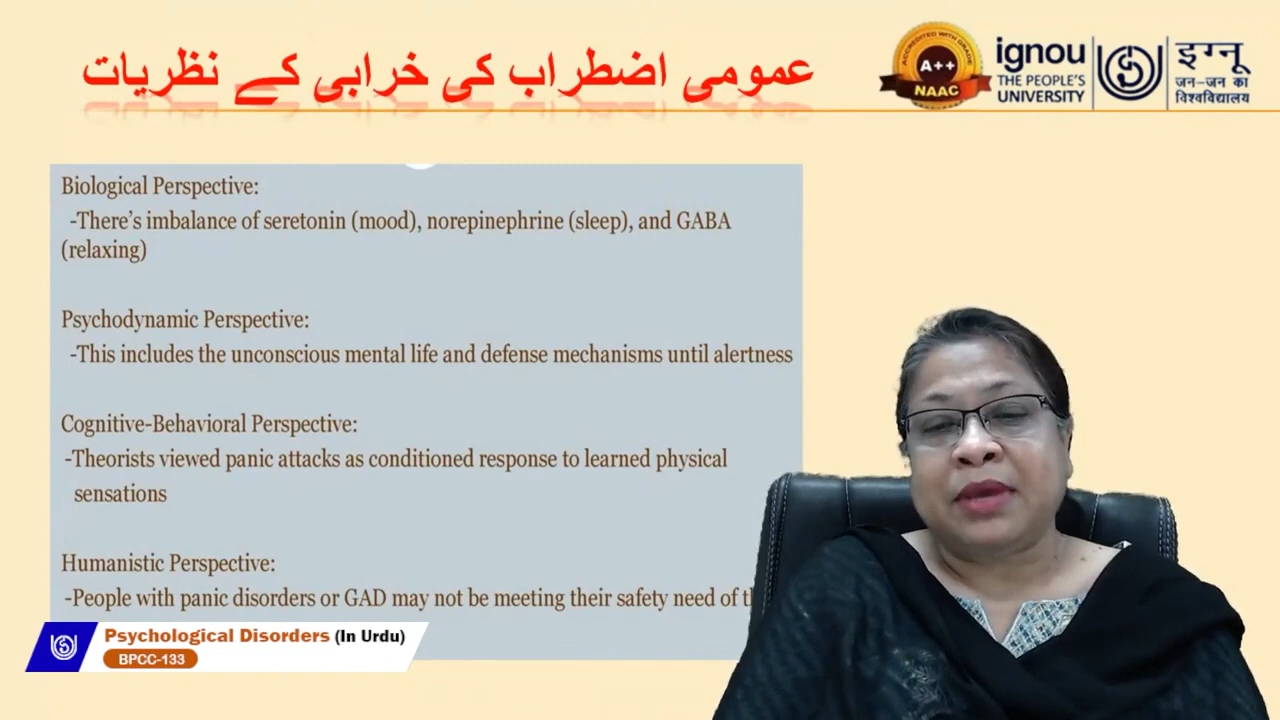 عمومی اضطراب کی خرابی کے نظریات
ACCREDITED WITH GRADE
A++
NAAC
ignou
THE PEOPLE'S
UNIVERSITY
इग्नू
जन-जन का
विश्वविद्यालय
Biological Perspective:
-There's imbalance of seretonin (mood), norepinephrine (sleep), and GABA
(relaxing)
Psychodynamic Perspective:
-This includes the unconscious mental life and defense mechanisms until alertness
Cognitive-Behavioral Perspective:
-Theorists viewed panic attacks as conditioned response to learned physical
sensations
Humanistic Perspective:
-People with panic disorders or GAD may not be meeting their safety need of
Psychological Disorders (In Urdu)
BPCC-133